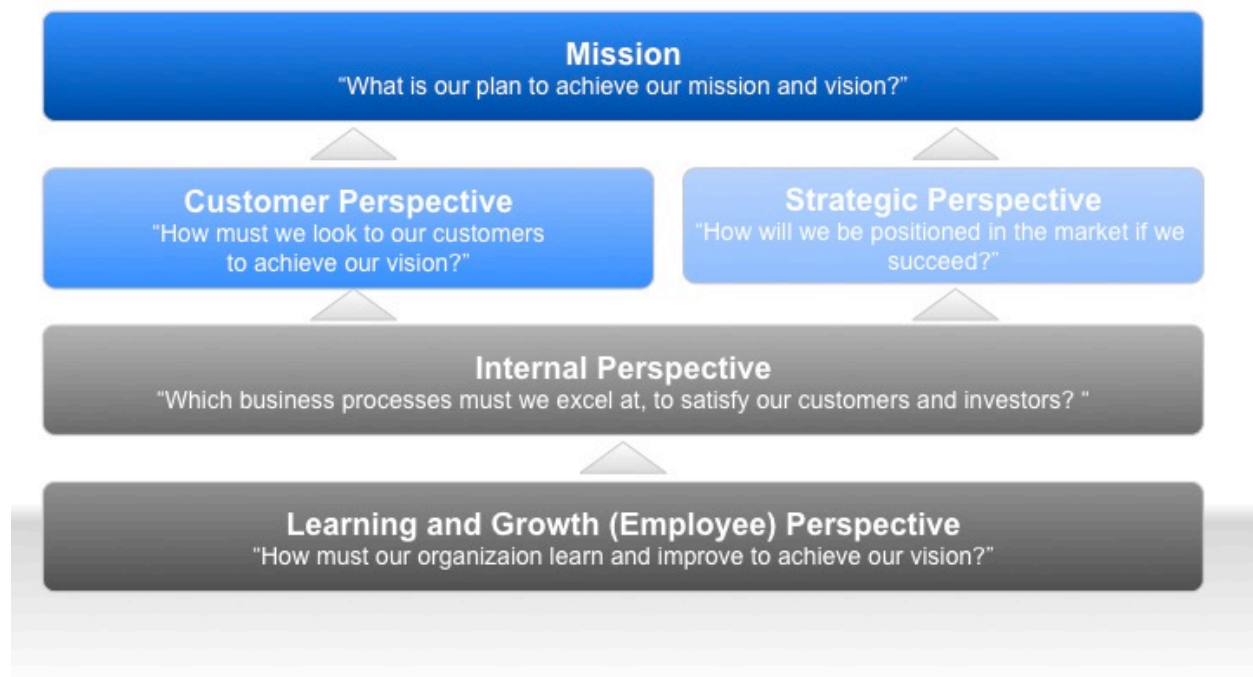 Mission
“What is our plan to achieve our mission and vision?”
Customer Perspective
“How must we look to our customers
to achieve our vision?”
Strategic Perspective
“How will we be positioned in the market if we
succeed?”
Internal Perspective
“Which business processes must we excel at, to satisfy our customers and investors? “
Learning and Growth (Employee) Perspective
“How must our organizaion learn and improve to achieve our vision?”